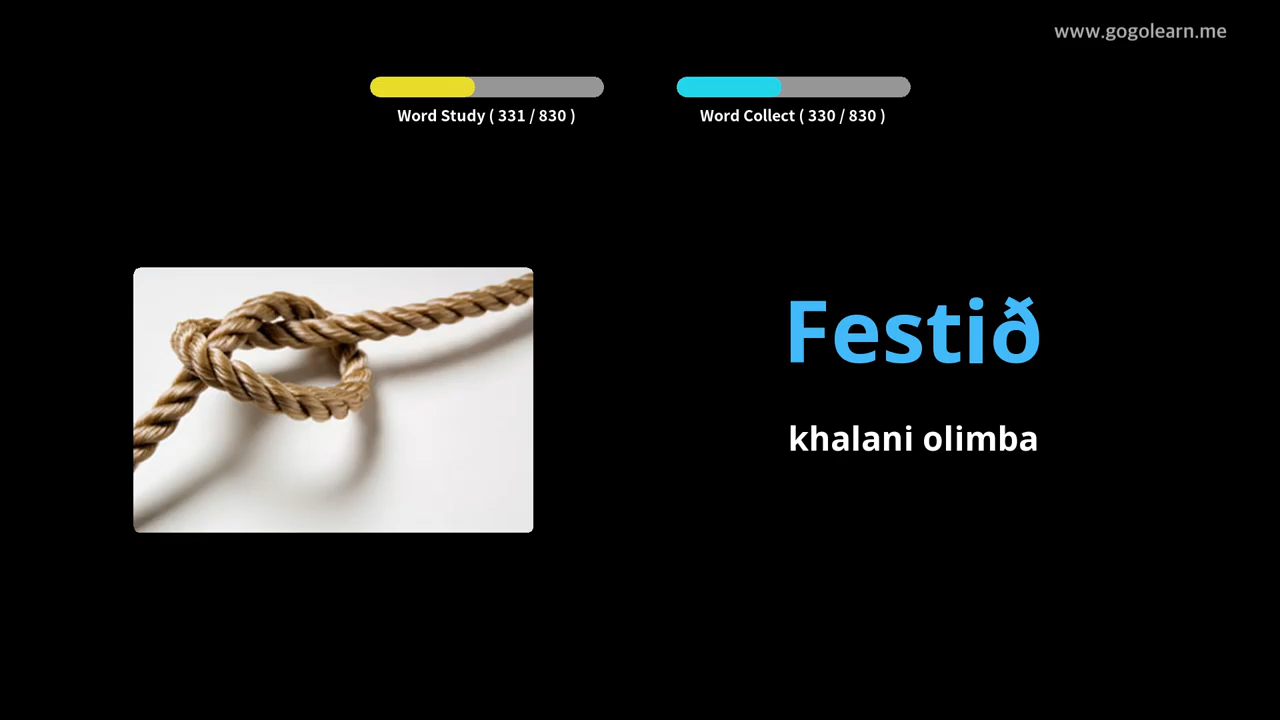 www.gogolearn.me
Word Study ( 331 / 830 )
Word Collect ( 330 / 830 )
Festið
khalani olimba